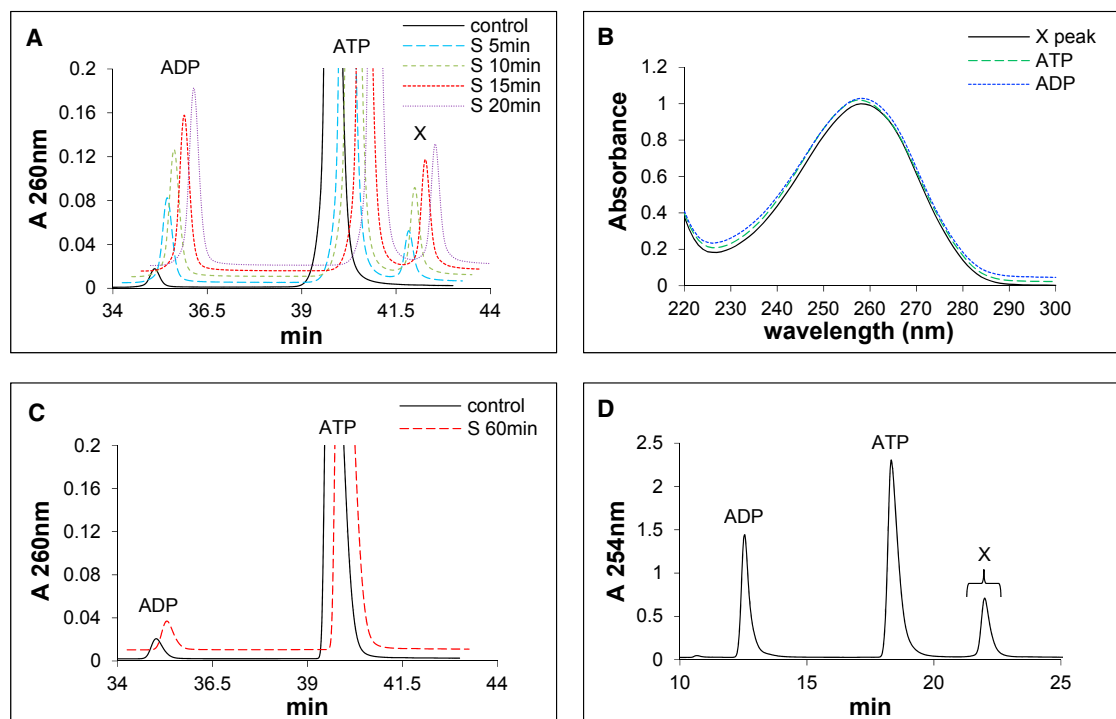 A
control
S 5min
S 10min
S 15min
S 20min
ADP
ATP
X
A 260nm
0.2
0.16
0.12
0.08
0.04
0
34 36.5 39 41.5 44
min
B
X peak
ATP
ADP
Absorbance
1.2
1
0.8
0.6
0.4
0.2
0
220 230 240 250 260 270 280 290 300
wavelength (nm)
C
control
S 60min
ATP
ADP
A 260nm
0.2
0.16
0.12
0.08
0.04
0
34 36.5 39 41.5 44
min
D
ATP
ADP
X
A 254nm
2.5
2
1.5
1
0.5
0
10 15 20 25
min